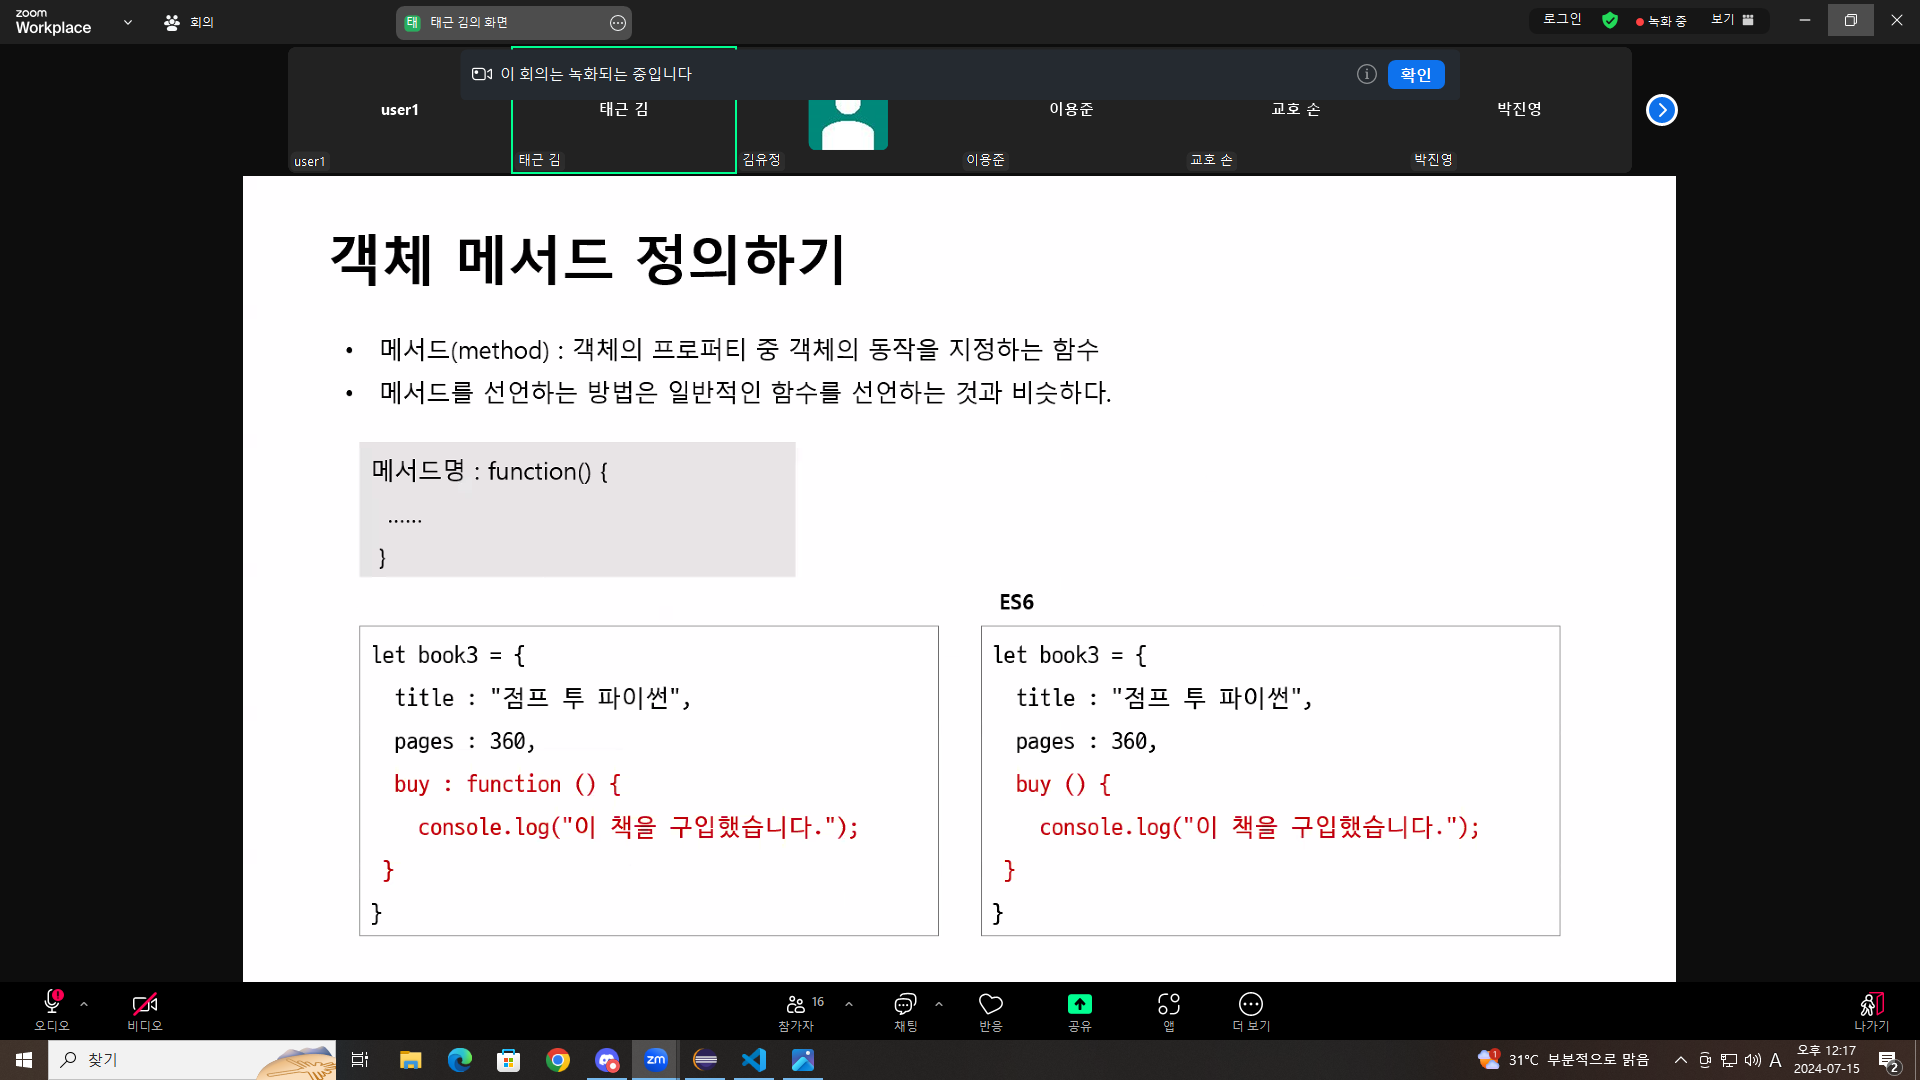 zoom
Workplace
회의
태 태근 김의 화면
로그인
녹화 중
보기
이 회의는 녹화되는 중입니다
확인
user1
태근 김
이용준
교호 손
박진영
user1
태근 김
김유정
이용준
교호 손
박진영
객체 메서드 정의하기
• 메서드(method) : 객체의 프로퍼티 중 객체의 동작을 지정하는 함수
• 메서드를 선언하는 방법은 일반적인 함수를 선언하는 것과 비슷하다.
메서드명 : function() {
......
}
ES6
let book3 = {
title : "점프 투 파이썬",
pages : 360,
buy : function () {
console.log("이 책을 구입했습니다.");
}
}
let book3 = {
title : "점프 투 파이썬",
pages : 360,
buy () {
console.log("이 책을 구입했습니다.");
}
}
오디오
비디오
16
참가자
채팅
반응
공유
앱
더 보기
나가기
찾기
zm
1
31°C 부분적으로 맑음
A
오후 12:17
2024-07-15
2